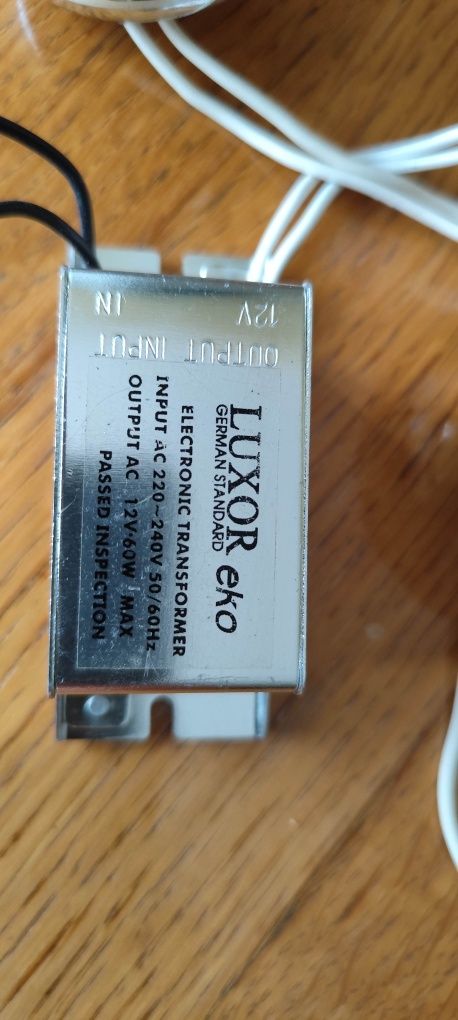 IN 12V
INPUT OUTPUT
LUXOR eko
GERMAN STANDARD
ELECTRONIC TRANSFORMER
INPUT AC 220~240V 50/60Hz
OUTPUT AC 12V·60W MAX
PASSED INSPECTION